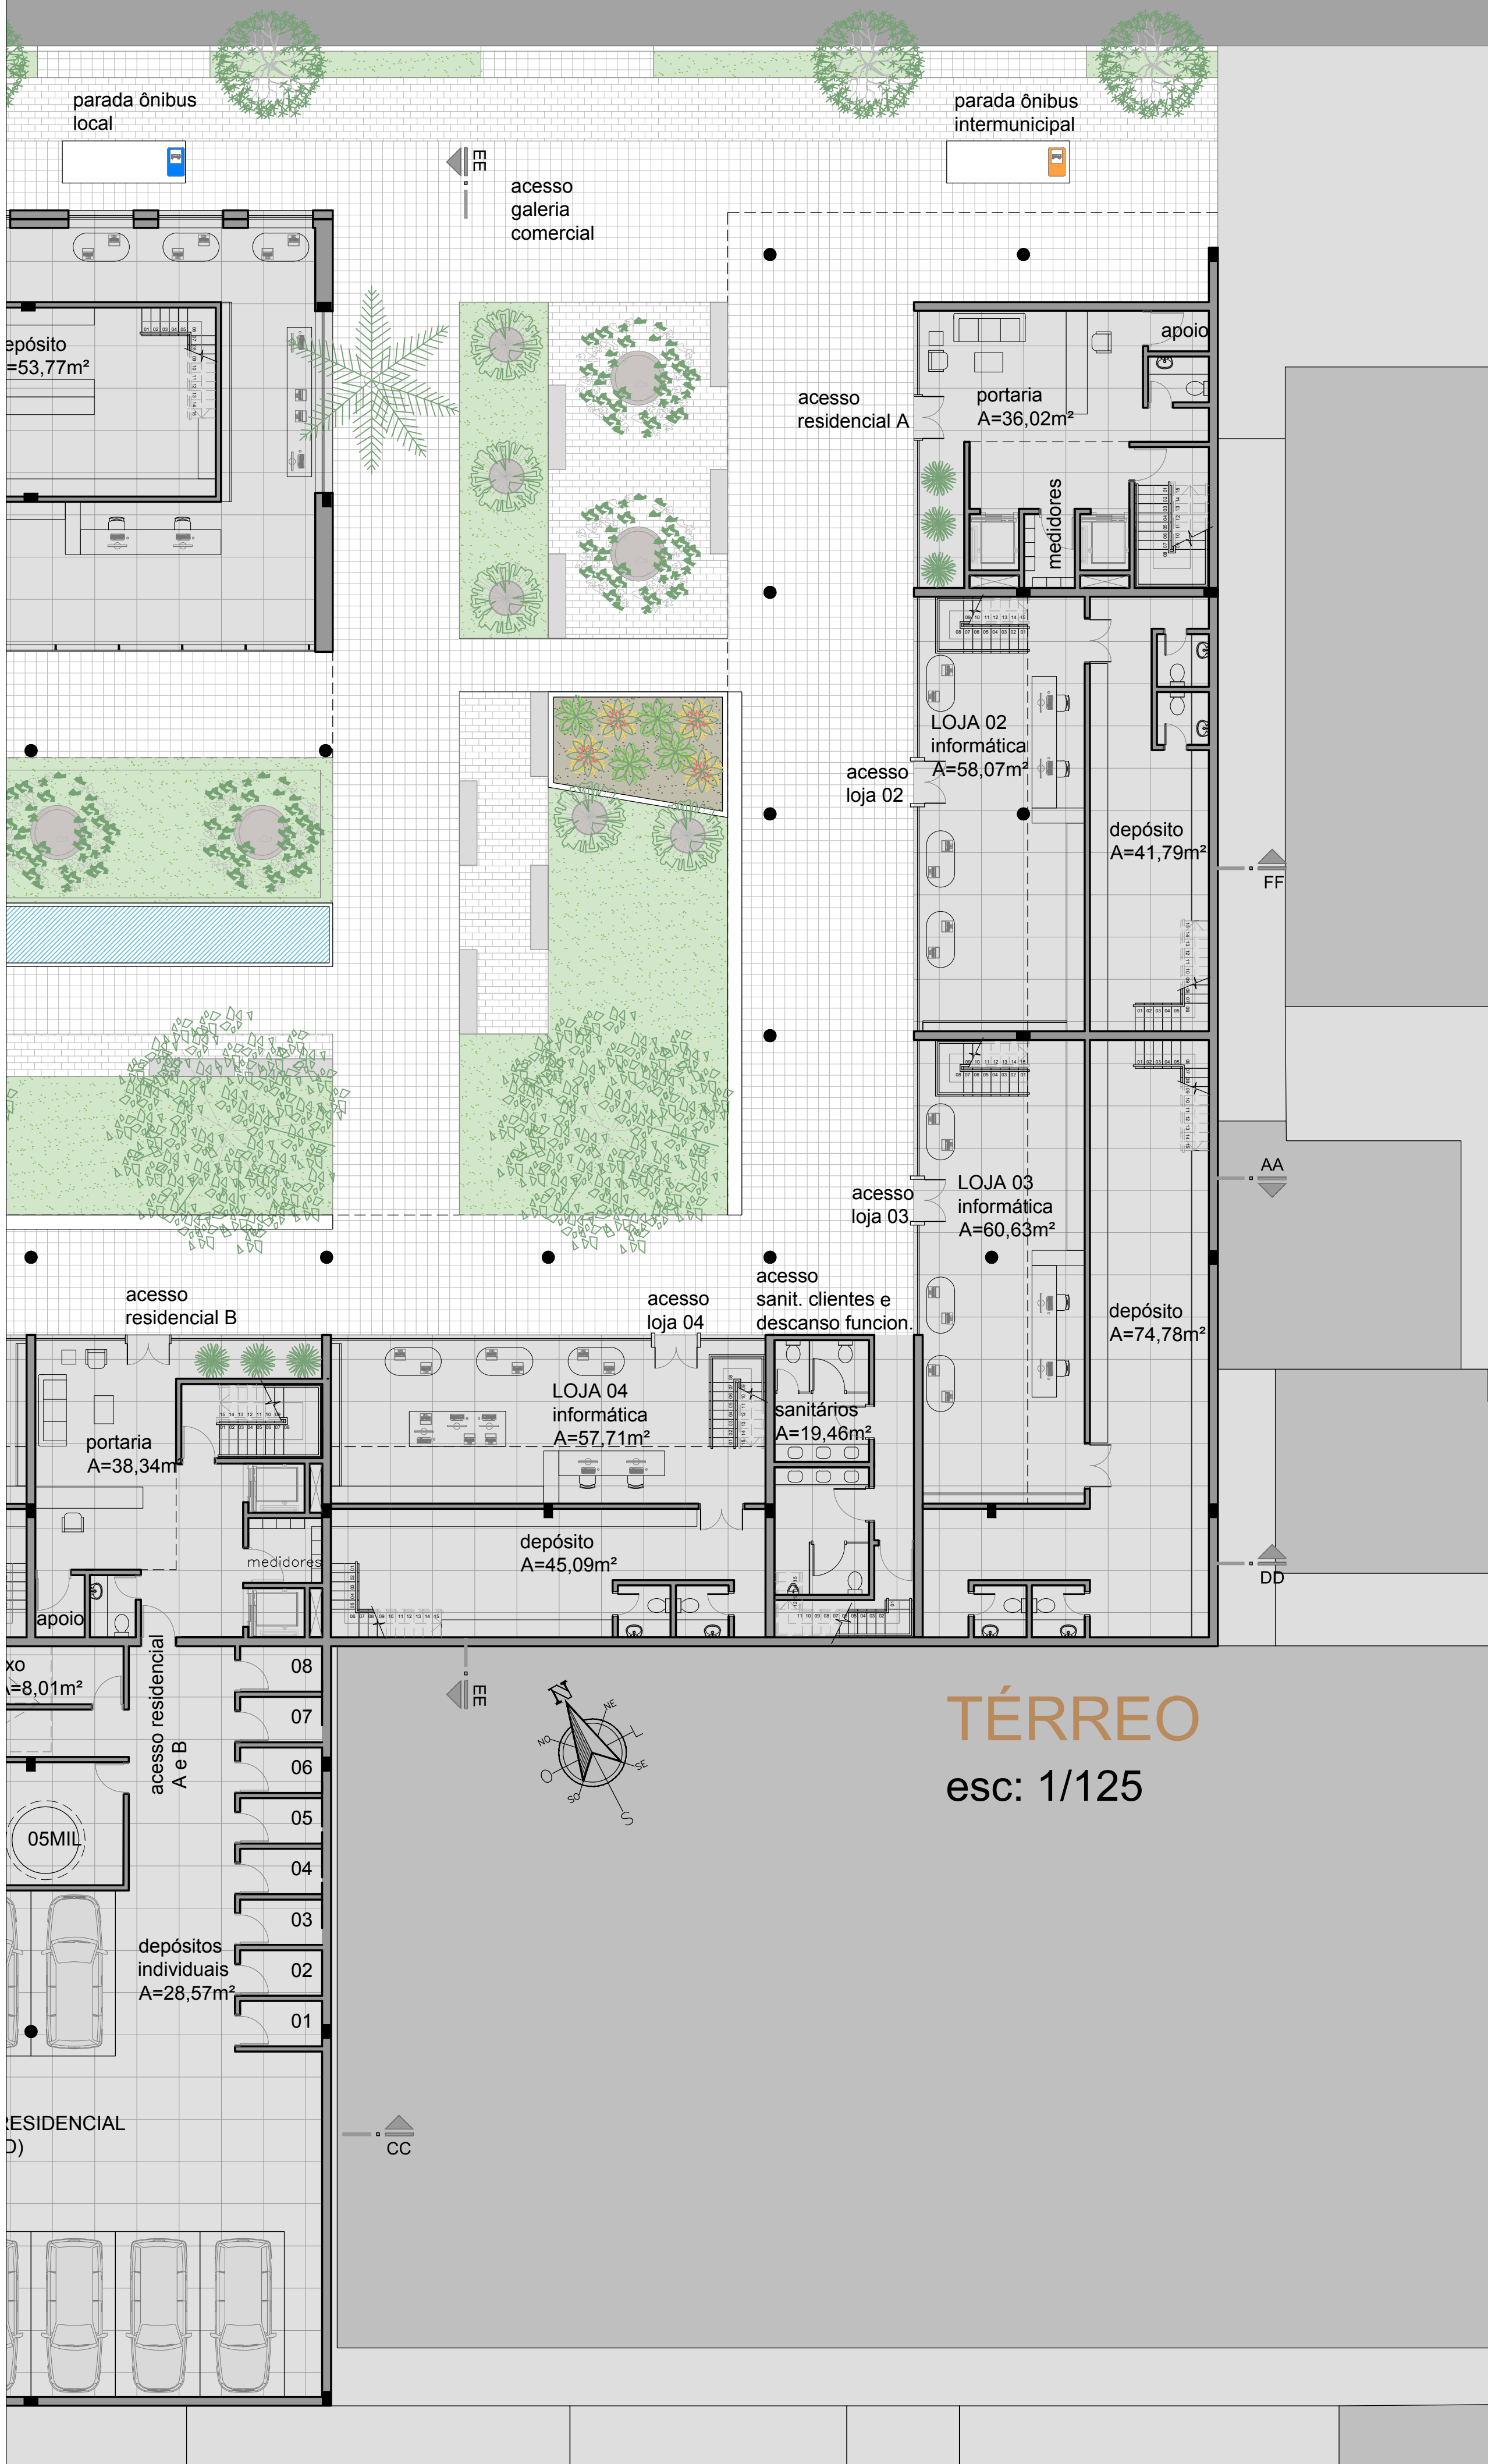 parada ônibus
local
parada ônibus
intermunicipal
EE
acesso
galeria
comercial
epósito
=53,77m²
apoio
portaria
A=36,02m²
acesso
residencial A
medidores
LOJA 02
informática
A=58,07m²
acesso
loja 02
depósito
A=41,79m²
FF
AA
LOJA 03
informática
A=60,63m²
acesso
loja 03
depósito
A=74,78m²
acesso
residencial B
acesso
loja 04
acesso
sanit. clientes e
descanso funcion.
LOJA 04
informática
A=57,71m²
sanitários
A=19,46m²
portaria
A=38,34m²
medidores
depósito
A=45,09m²
DD
apoio
xo
A=8,01m²
acesso residencial
A e B
08
07
06
05
04
03
02
01
EE
N
NE
L
SE
S
SO
O
NO
TÉRREO
esc: 1/125
05MIL
depósitos
individuais
A=28,57m²
RESIDENCIAL
O)
CC